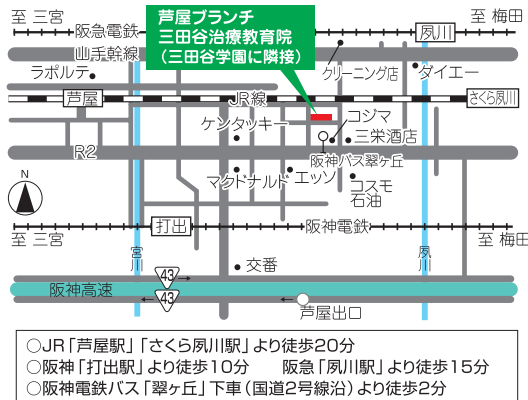 芦屋ブランチ
三田谷治療教育院
（三田谷学園に隣接）
至 三宮
阪急電鉄
夙川
至 梅田
山手幹線
ラポルテ
クリーニング店
ダイエー
芦屋
JR線
さくら夙川
ケンタッキー
コジマ
三栄酒店
R2
阪神バス翠ヶ丘
マクドナルド
エッソ
コスモ
石油
N
打出
阪神電鉄
至 三宮
至 梅田
宮川
交番
夙川
43
阪神高速
43
芦屋出口
○JR「芦屋駅」「さくら夙川駅」より徒歩20分
○阪神「打出駅」より徒歩10分　阪急「夙川駅」より徒歩15分
○阪神電鉄バス「翠ヶ丘」下車（国道2号線沿）より徒歩2分